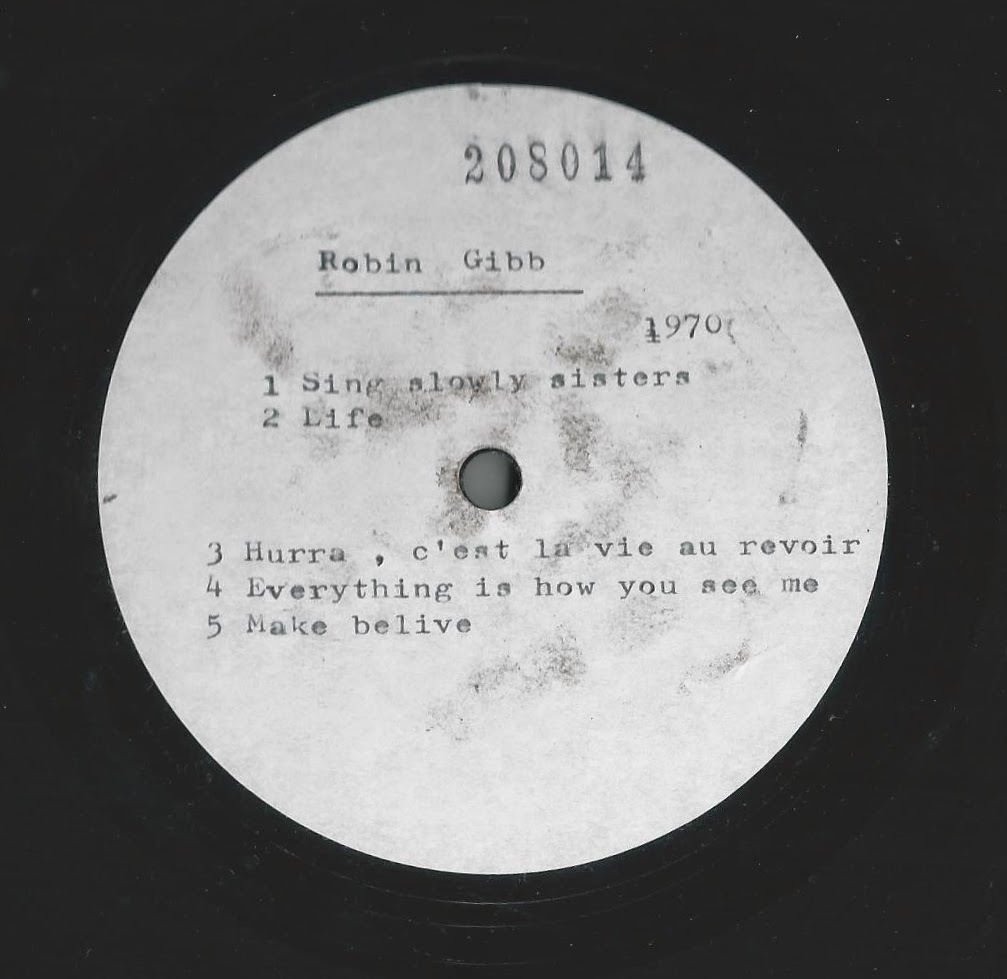 208014
Robin Gibb
1970
1 Sing slowly sisters
2 Life
3 Hurra , c'est la vie au revoir
4 Everything is how you see me
5 Make belive